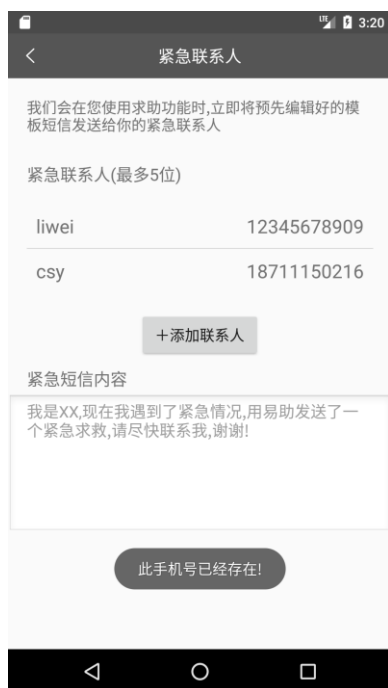 LTE 3:20
紧急联系人
我们会在您使用求助功能时,立即将预先编辑好的模
板短信发送给你的紧急联系人
紧急联系人(最多5位)
liwei 12345678909
csy 18711150216
+添加联系人
紧急短信内容
我是XX,现在我遇到了紧急情况,用易助发送了一
个紧急求救,请尽快联系我,谢谢!
此手机号已经存在!